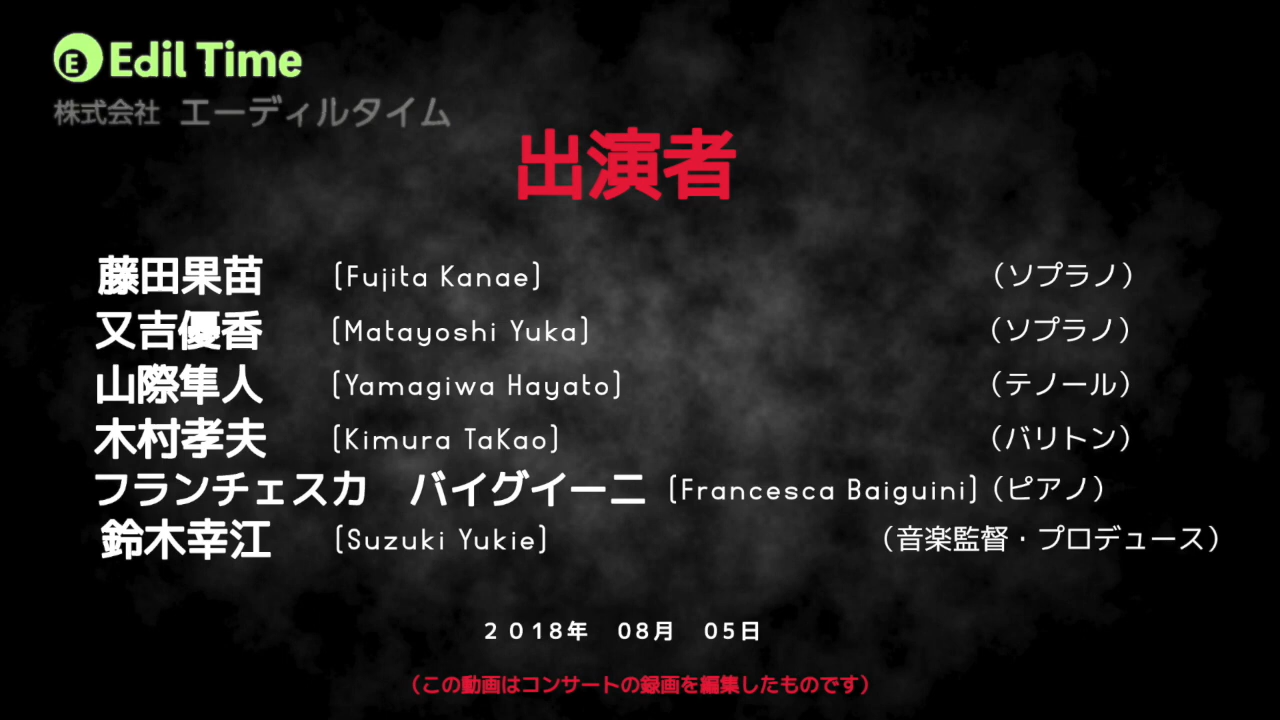 Edil Time
株式会社 エーディルタイム
出演者
藤田果苗 (Fujita Kanae) (ソプラノ)
又吉優香 (Matayoshi Yuka) (ソプラノ)
山際隼人 (Yamagiwa Hayato) (テノール)
木村孝夫 (Kimura TaKao) (バリトン)
フランチェスカ バイグイーニ (Francesca Baiguini) (ピアノ)
鈴木幸江 (Suzuki Yukie) (音楽監督・プロデュース)
2018年 08月 05日
(この動画はコンサートの録画を編集したものです)